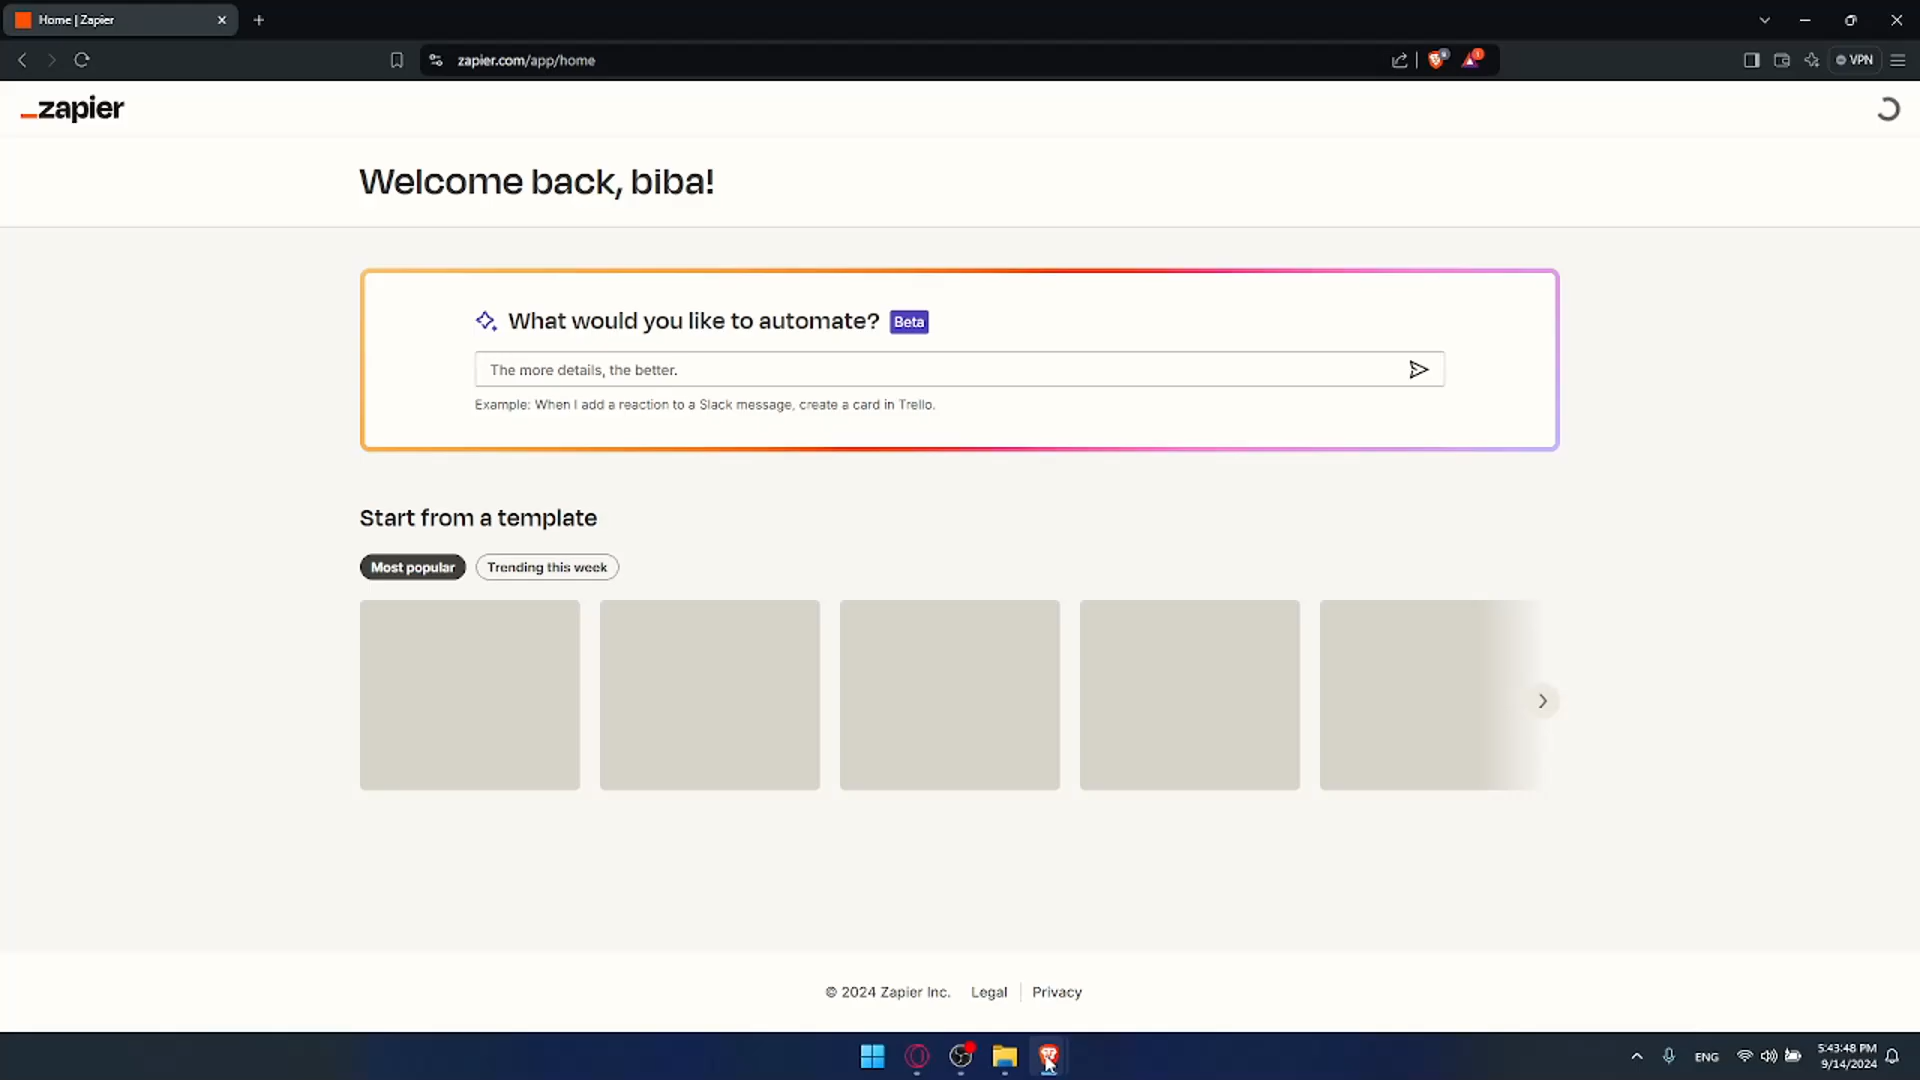 Home | Zapier
zapier.com/app/home
VPN
zapier
Welcome back, biba!
What would you like to automate? Beta
The more details, the better.
Example: When I add a reaction to a Slack message, create a card in Trello.
Start from a template
Most popular
Trending this week
© 2024 Zapier Inc. Legal Privacy
ENG
5:43:48 PM
9/14/2024